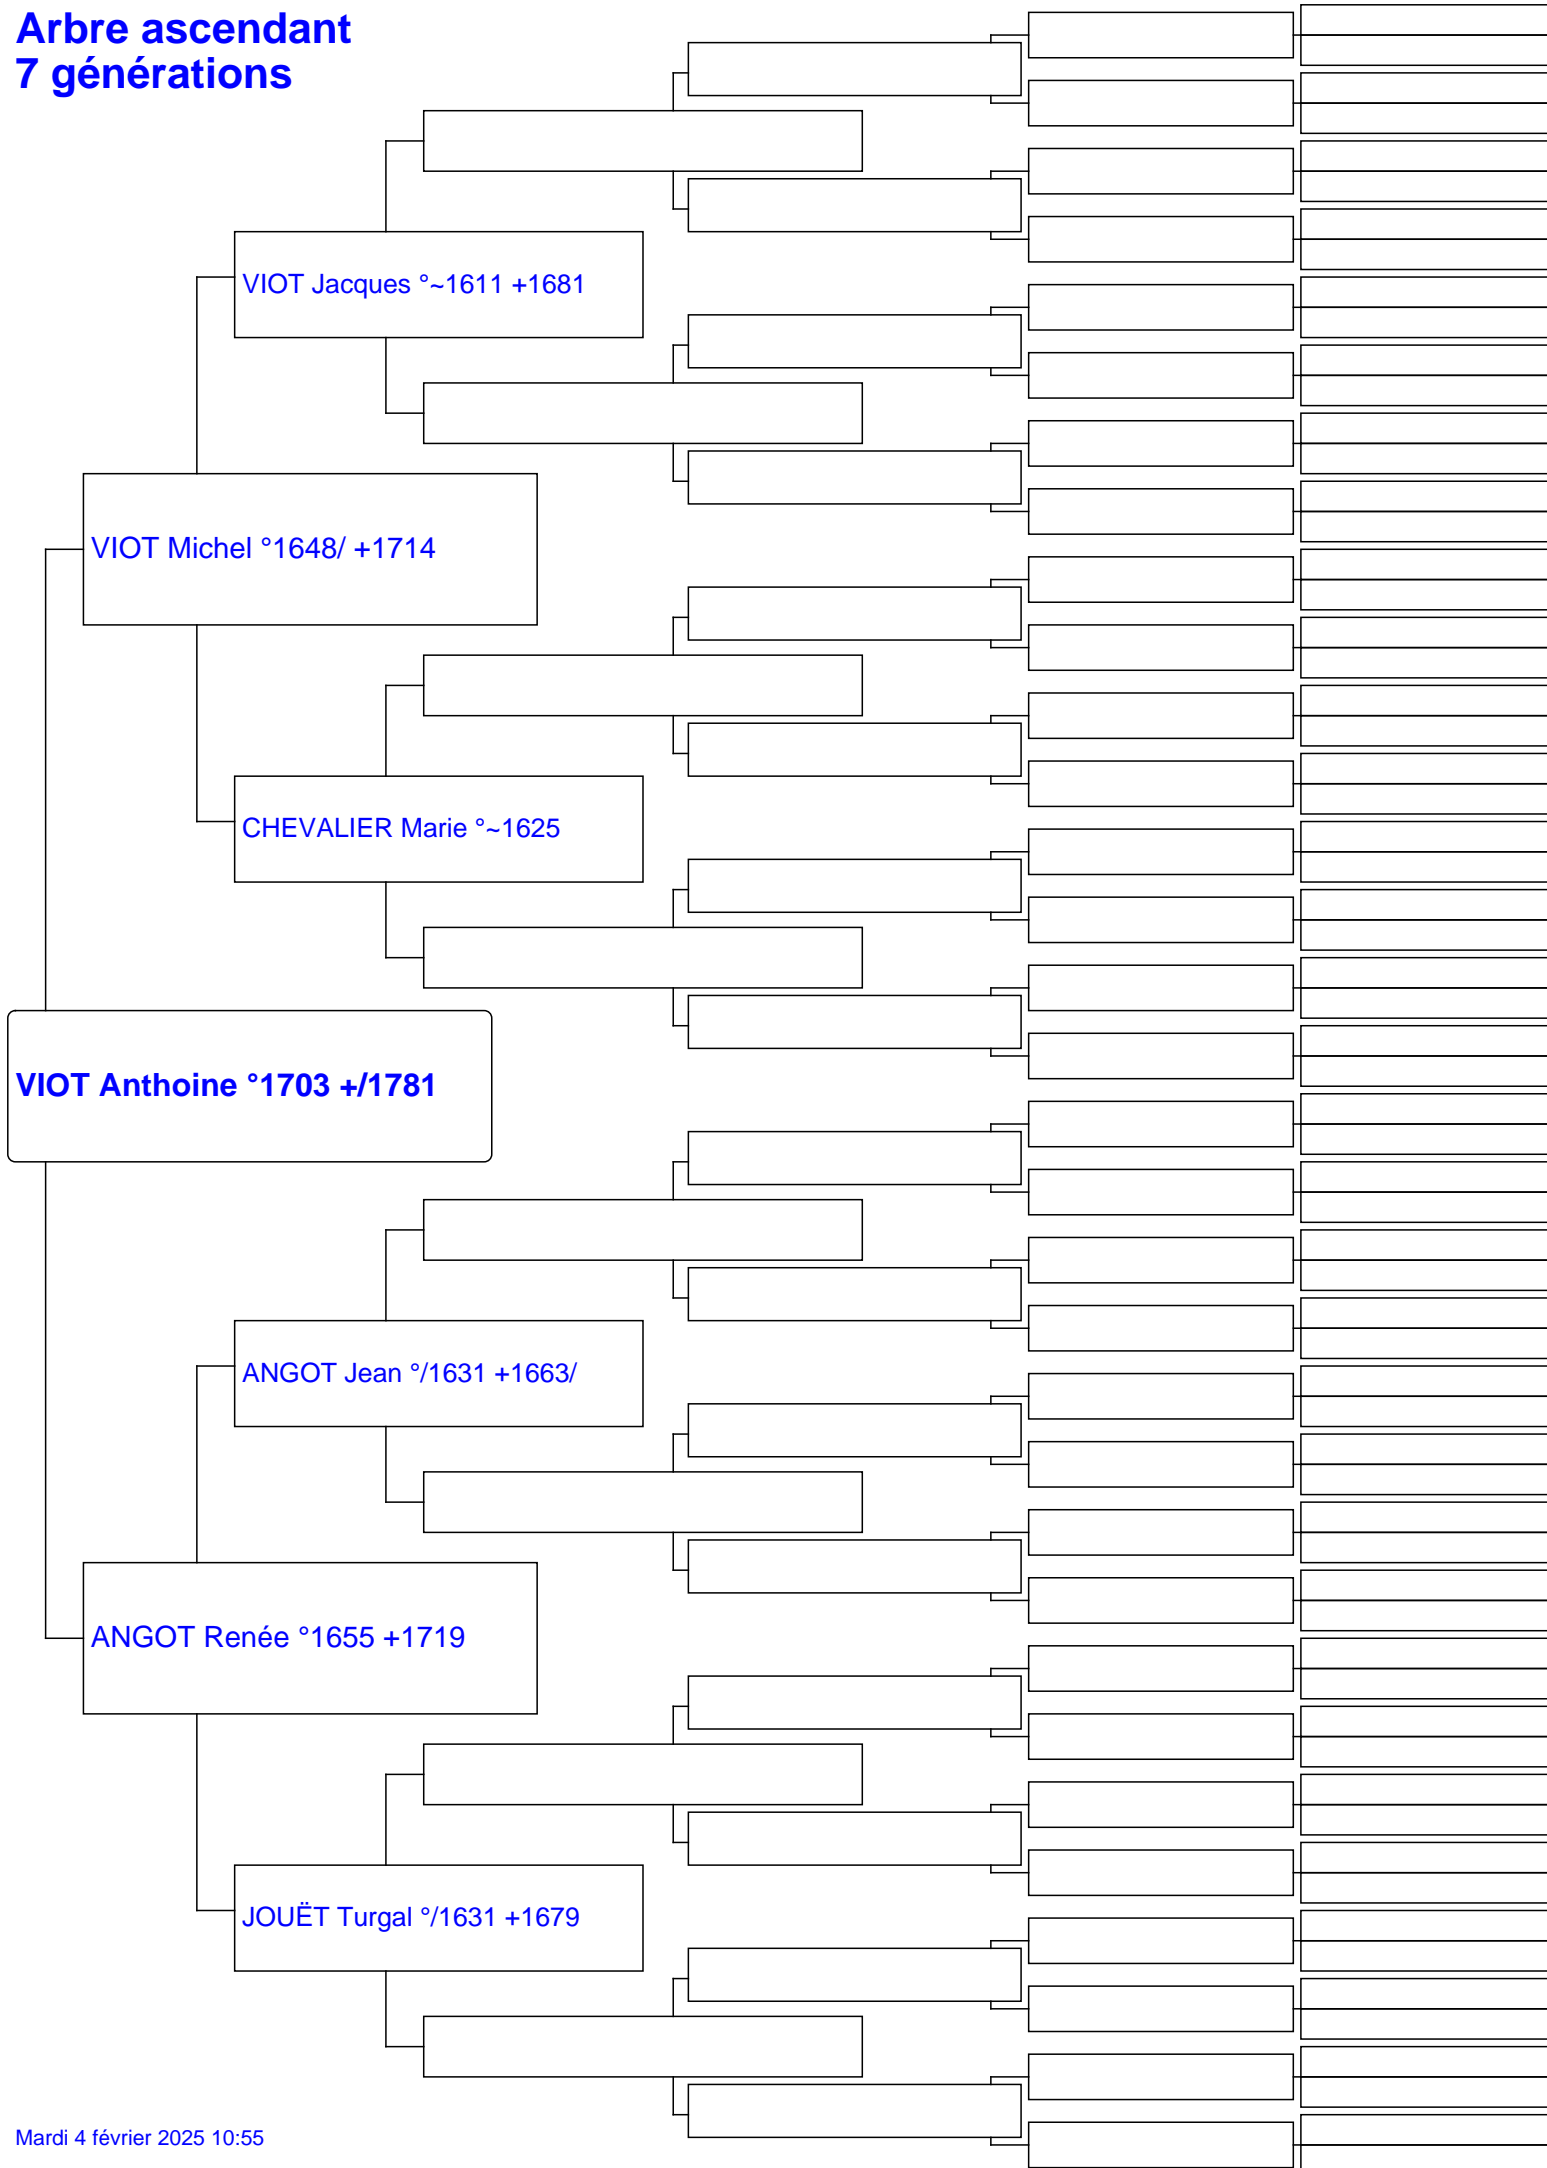 Arbre ascendant
7 générations
VIOT Jacques °~1611 +1681
VIOT Michel °1648/ +1714
CHEVALIER Marie °~1625
VIOT Anthoine °1703 +/1781
ANGOT Jean °/1631 +1663/
ANGOT Renée °1655 +1719
JOUËT Turgal °/1631 +1679
Mardi 4 février 2025 10:55